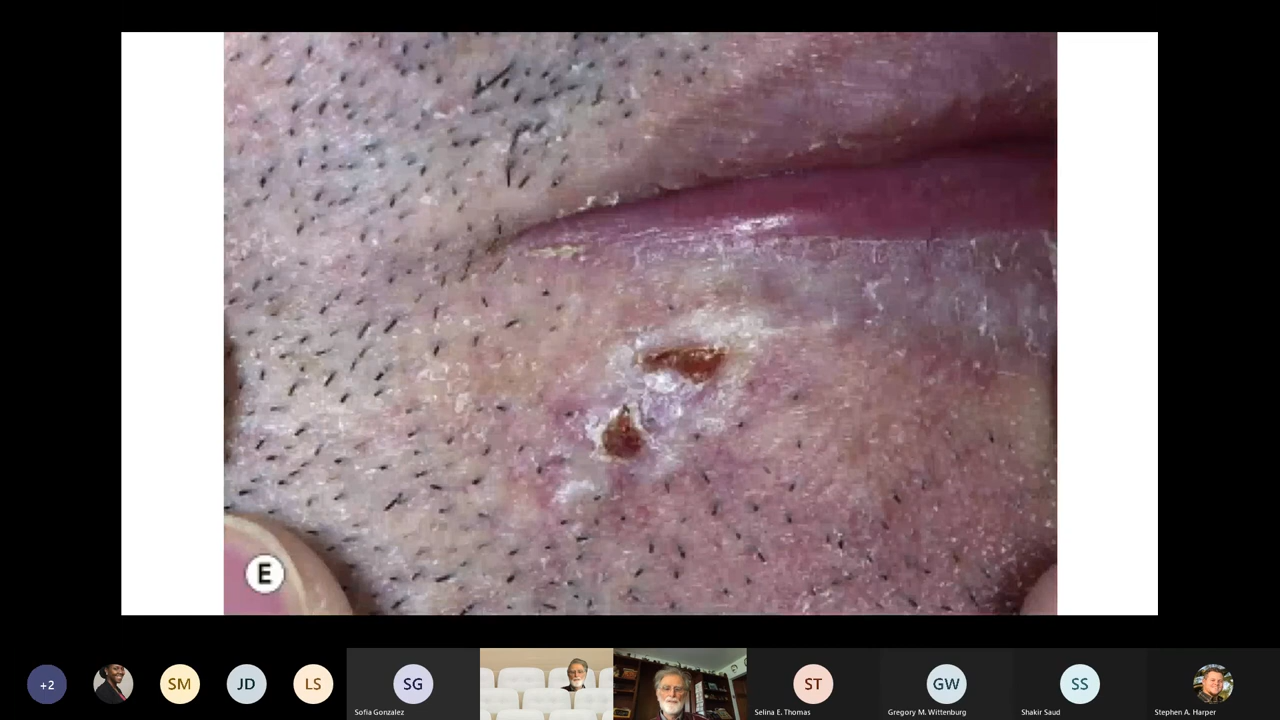 E
+2
SM
JD
LS
SG
ST
GW
SS
Sofia Gonzalez
Selina E. Thomas
Gregory M. Wittenburg
Shakir Saud
Stephen A. Harper